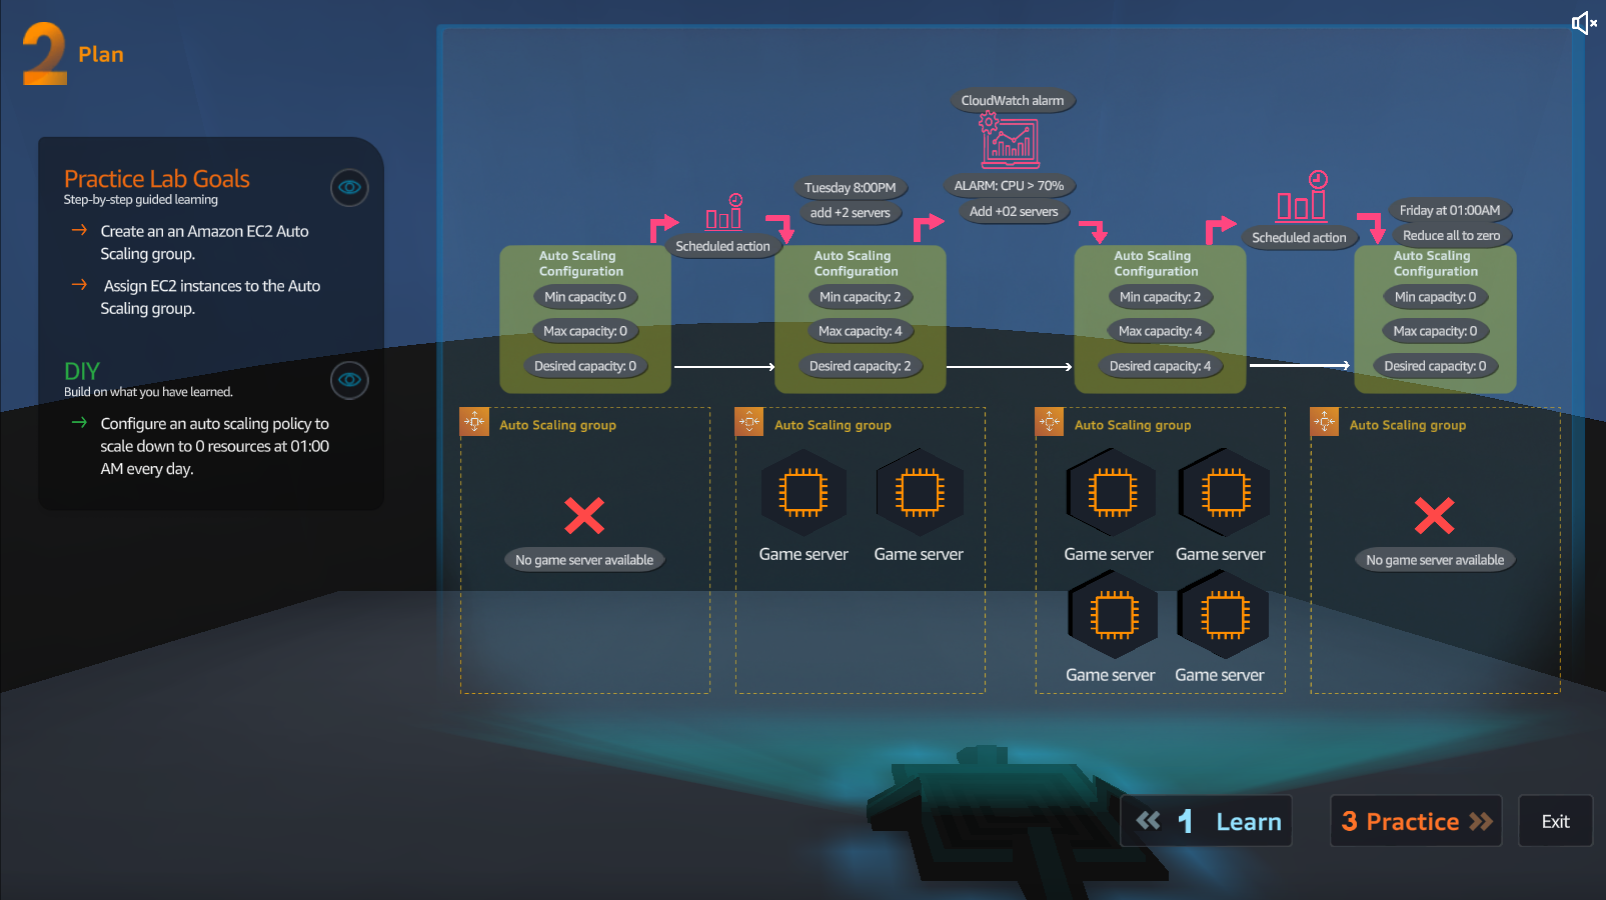 2 Plan
Practice Lab Goals
Step-by-step guided learning
Create an an Amazon EC2 Auto
Scaling group.
Assign EC2 instances to the Auto
Scaling group.
DIY
Build on what you have learned.
Configure an auto scaling policy to
scale down to 0 resources at 01:00
AM every day.
CloudWatch alarm
ALARM: CPU > 70%
Add +02 servers
Tuesday 8:00PM
add +2 servers
Scheduled action
Scheduled action
Friday at 01:00AM
Reduce all to zero
Auto Scaling
Configuration
Min capacity: 0
Max capacity: 0
Desired capacity: 0
Auto Scaling
Configuration
Min capacity: 2
Max capacity: 4
Desired capacity: 2
Auto Scaling
Configuration
Min capacity: 2
Max capacity: 4
Desired capacity: 4
Auto Scaling
Configuration
Min capacity: 0
Max capacity: 0
Desired capacity: 0
Auto Scaling group
No game server available
Auto Scaling group
Game server
Game server
Auto Scaling group
Game server
Game server
Game server
Game server
Auto Scaling group
No game server available
1 Learn
3 Practice
Exit